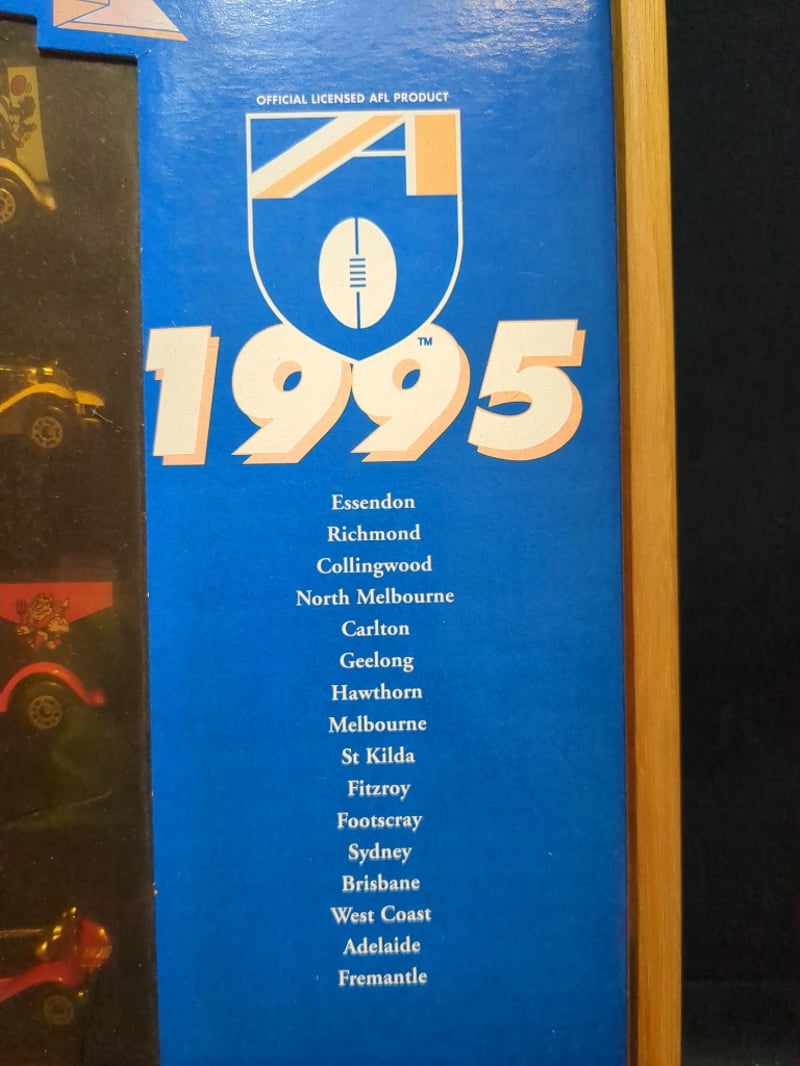 OFFICIAL LICENSED AFL PRODUCT
TM
1995
Essendon
Richmond
Collingwood
North Melbourne
Carlton
Geelong
Hawthorn
Melbourne
St Kilda
Fitzroy
Footscray
Sydney
Brisbane
West Coast
Adelaide
Fremantle